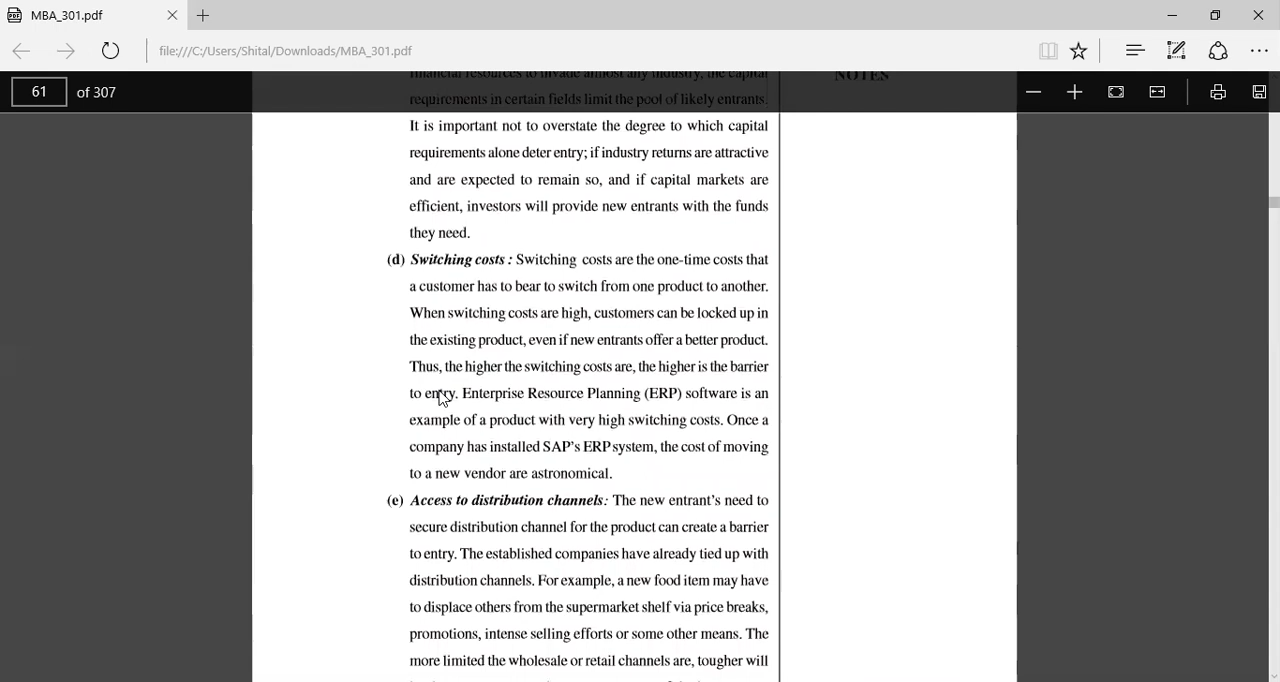 MBA_301.pdf
file:///C:/Users/Shital/Downloads/MBA_301.pdf
61 of 307
financial resources to invade almost any industry, the capital
NOTES
requirements in certain fields limit the pool of likely entrants.
It is important not to overstate the degree to which capital
requirements alone deter entry; if industry returns are attractive
and are expected to remain so, and if capital markets are
efficient, investors will provide new entrants with the funds
they need.
(d) Switching costs : Switching costs are the one-time costs that
a customer has to bear to switch from one product to another.
When switching costs are high, customers can be locked up in
the existing product, even if new entrants offer a better product.
Thus, the higher the switching costs are, the higher is the barrier
to entry. Enterprise Resource Planning (ERP) software is an
example of a product with very high switching costs. Once a
company has installed SAP's ERP system, the cost of moving
to a new vendor are astronomical.
(e) Access to distribution channels: The new entrant's need to
secure distribution channel for the product can create a barrier
to entry. The established companies have already tied up with
distribution channels. For example, a new food item may have
to displace others from the supermarket shelf via price breaks,
promotions, intense selling efforts or some other means. The
more limited the wholesale or retail channels are, tougher will